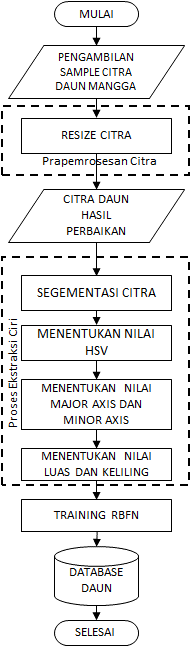 MULAI
PENGAMBILAN
SAMPLE CITRA
DAUN MANGGA
RESIZE CITRA
Prapemrosesan Citra
CITRA DAUN
HASIL
PERBAIKAN
Proses Ekstraksi Ciri
SEGEMENTASI CITRA
MENENTUKAN NILAI
HSV
MENENTUKAN NILAI
MAJOR AXIS DAN
MINOR AXIS
MENENTUKAN NILAI
LUAS DAN KELILING
TRAINING RBFN
DATABASE
DAUN
SELESAI